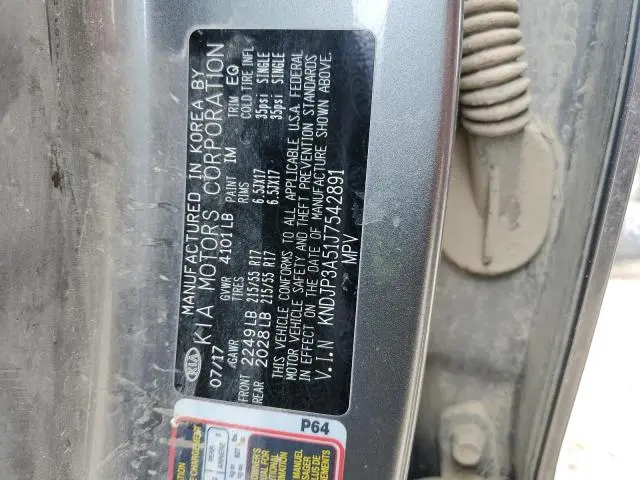 MANUFACTURED IN KOREA BY
KIA KIA MOTORS CORPORATION
07/17 GVWR 4101LB PAINT IM TRIM EQ
GAWR TIRES RIMS COLD TIRE INFL
FRONT 2249LB 215/55 R17 6.5JX17 35psi SINGLE
REAR 2028LB 215/55 R17 6.5JX17 35psi SINGLE
THIS VEHICLE CONFORMS TO ALL APPLICABLE U.S.A FEDERAL
MOTOR VEHICLE SAFETY AND THEFT PREVENTION STANDARDS
IN EFFECT ON THE DATE OF MANUFACTURE SHOWN ABOVE.
V.I.N KNDJP3A51J7542891
MPV
P64